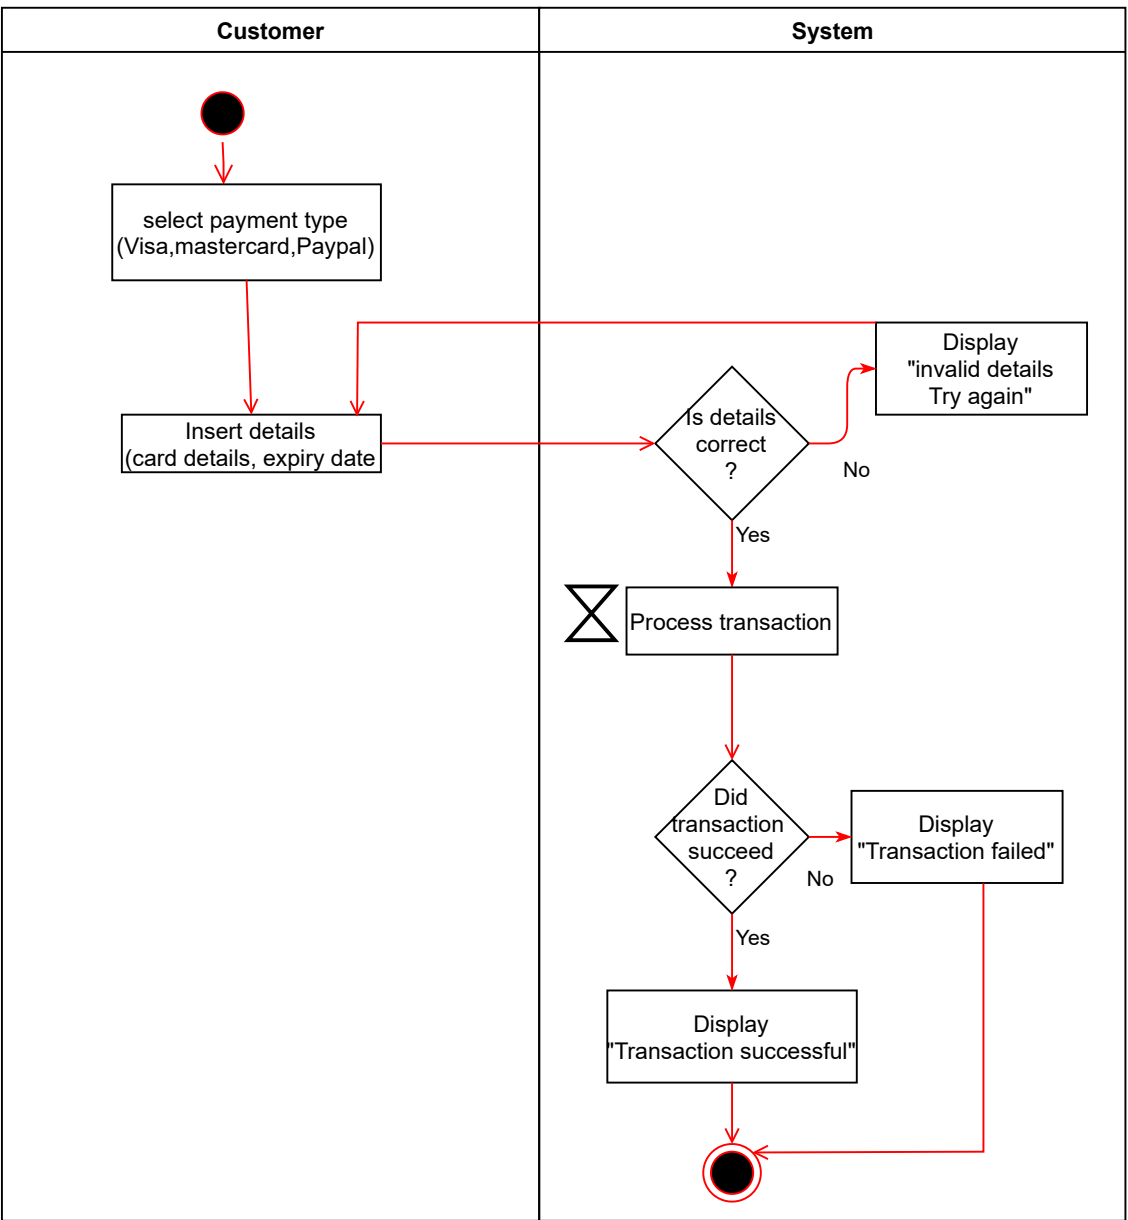 Customer
System
select payment type
(Visa,mastercard,Paypal)
Display
"invalid details
Try again"
Insert details
(card details, expiry date
Is details
correct
?
No
Yes
Process transaction
Did
transaction
succeed
?
No
Display
"Transaction failed"
Yes
Display
"Transaction successful"